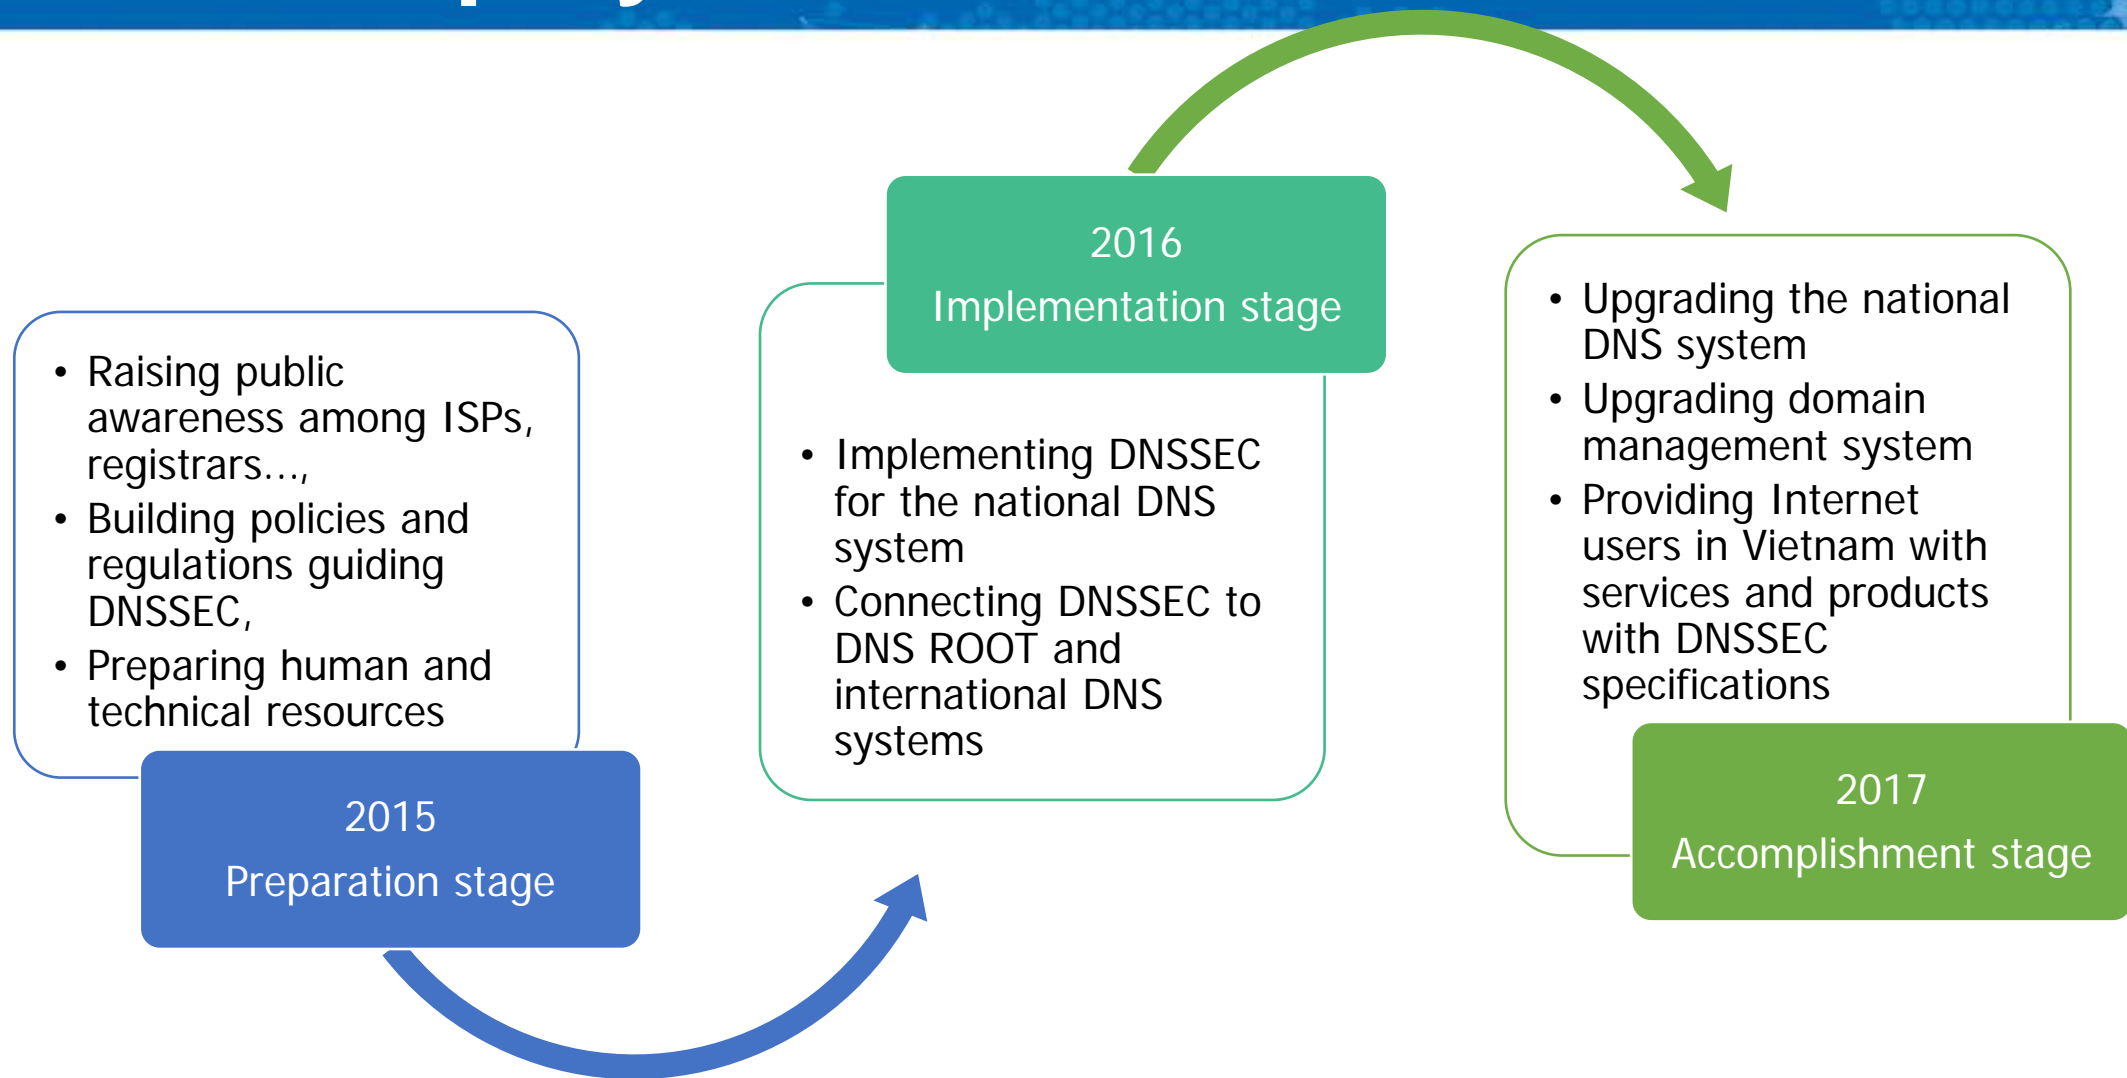 • Raising public
awareness among ISPs,
registrars...,
• Building policies and
regulations guiding
DNSSEC,
• Preparing human and
technical resources
2015
Preparation stage
2016
Implementation stage
• Implementing DNSSEC
for the national DNS
system
• Connecting DNSSEC to
DNS ROOT and
international DNS
systems
• Upgrading the national
DNS system
• Upgrading domain
management system
• Providing Internet
users in Vietnam with
services and products
with DNSSEC
specifications
2017
Accomplishment stage